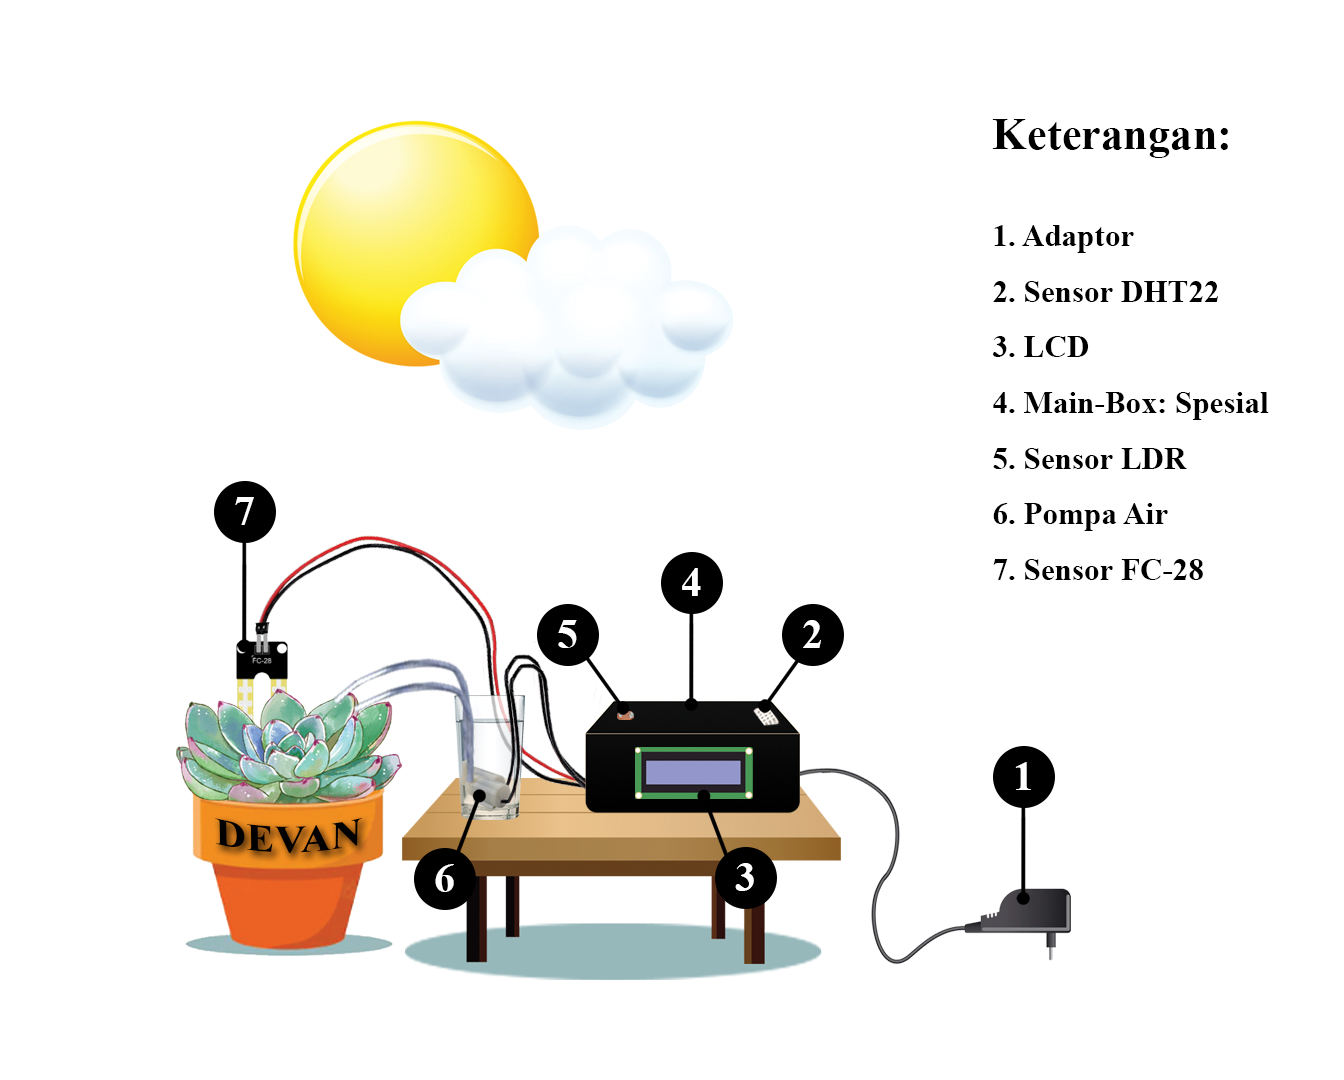 Keterangan:
1. Adaptor
2. Sensor DHT22
3. LCD
4. Main-Box: Spesial
5. Sensor LDR
6. Pompa Air
7. Sensor FC-28
7
4
5
2
FC-28
1
DEVAN
6
3